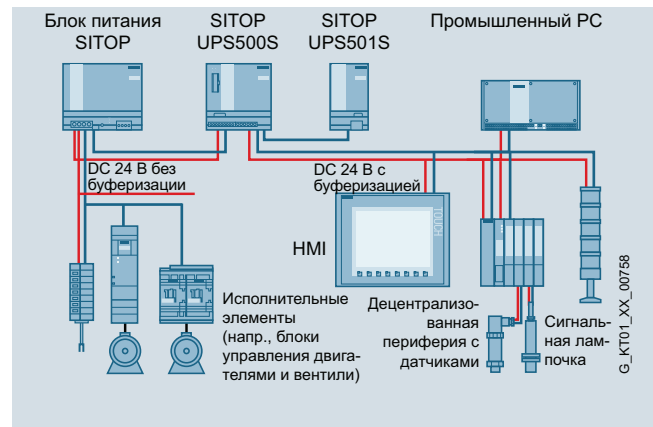 Блок питания
SITOP
SITOP
UPS500S
SITOP
UPS501S
Промышленный PC
DC 24 В без
буферизации
DC 24 В с
буферизацией
HMI
TOUCH
Исполнительные
элементы
(напр., блоки
управления двига-
телями и вентили)
Децентрализо-
ванная
периферия с
датчиками
Сигналь-
ная лам-
почка
G_KT01_XX_00758